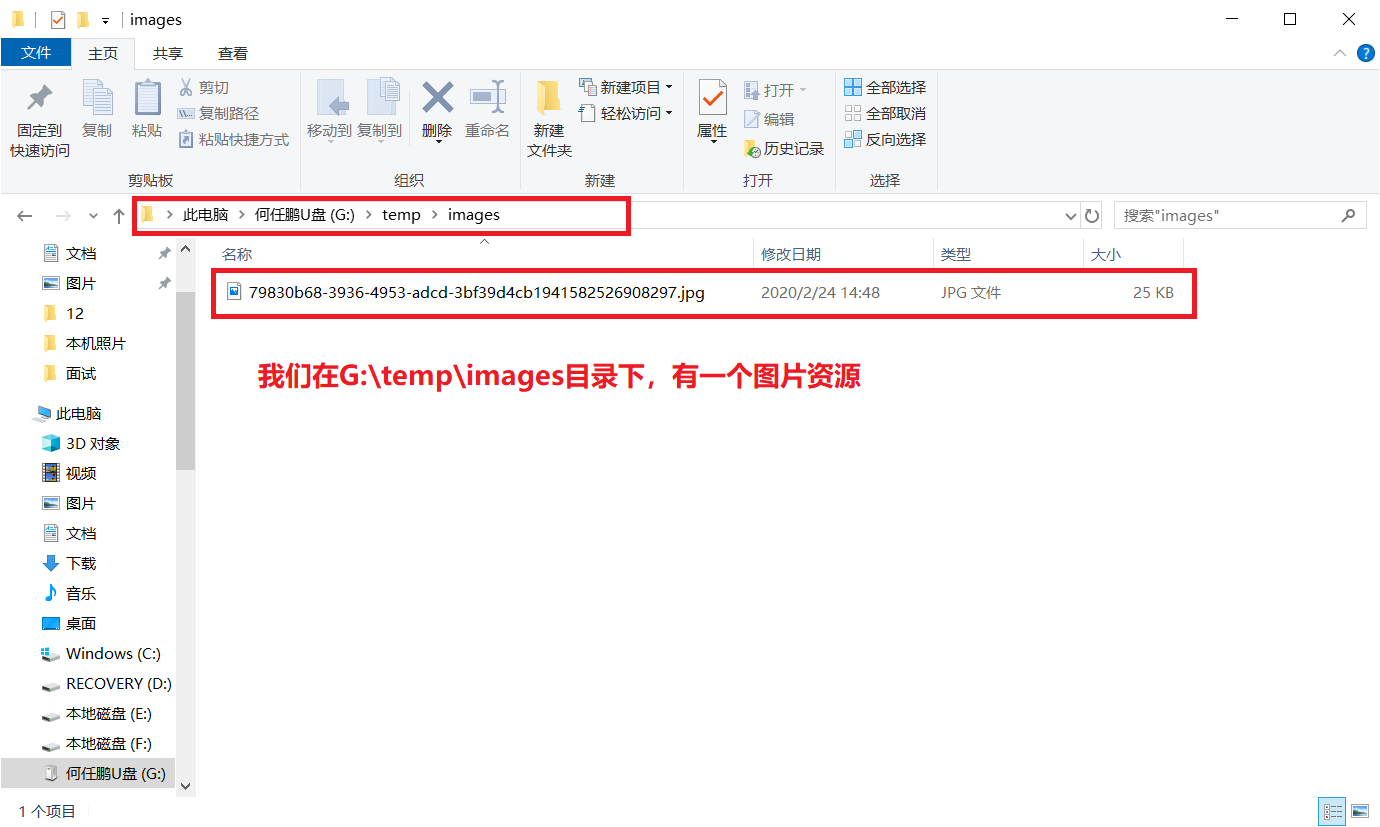 images
文件 主页 共享 查看
固定到
快速访问
复制
粘贴
剪切
复制路径
粘贴快捷方式
剪贴板
移动到
复制到
删除
重命名
组织
新建
文件夹
新建项目
轻松访问
新建
属性
打开
编辑
历史记录
打开
全部选择
全部取消
反向选择
选择
此电脑 > 何任鹏U盘 (G:) > temp > images
搜索"images"
名称 修改日期 类型 大小
79830b68-3936-4953-adcd-3bf39d4cb1941582526908297.jpg 2020/2/24 14:48 JPG 文件 25 KB
我们在G:\temp\images目录下，有一个图片资源
文档
图片
12
本机照片
面试
此电脑
3D 对象
视频
图片
文档
下载
音乐
桌面
Windows (C:)
RECOVERY (D:)
本地磁盘 (E:)
本地磁盘 (F:)
何任鹏U盘 (G:)
1 个项目